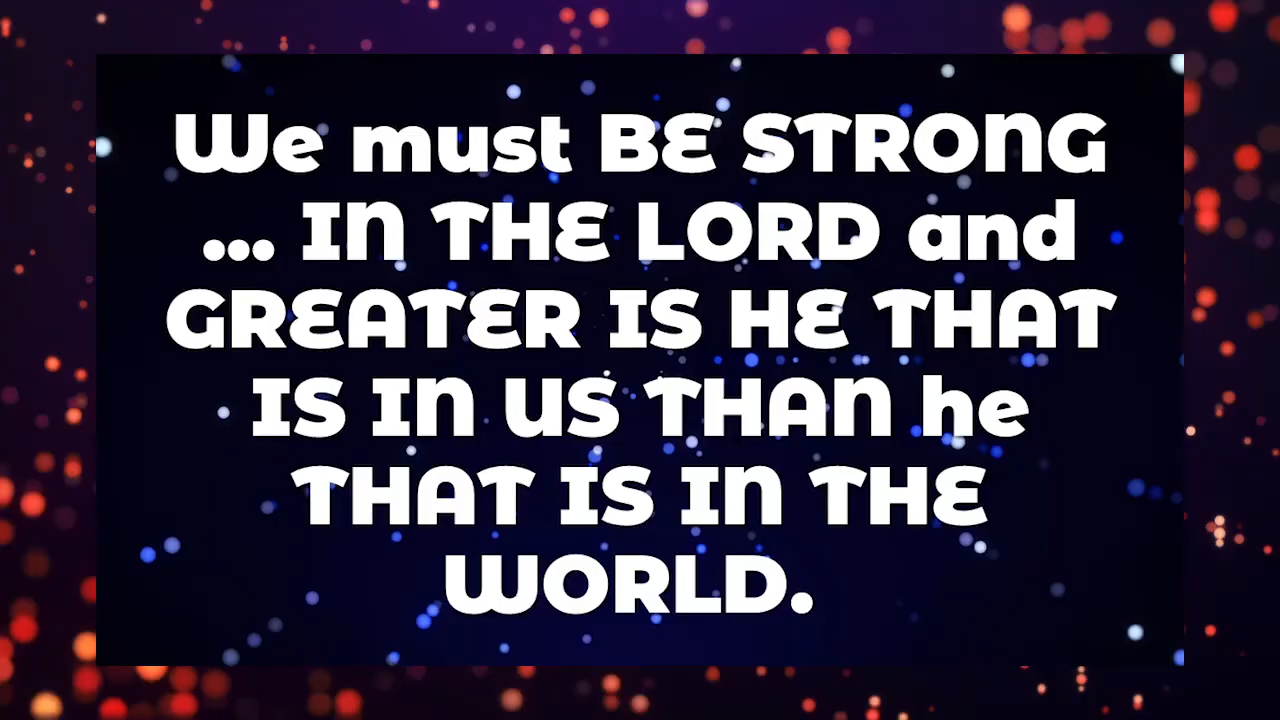 We must BE STRONG
... IN THE LORD and
GREATER IS HE THAT
IS IN US THAN he
THAT IS IN THE
WORLD.